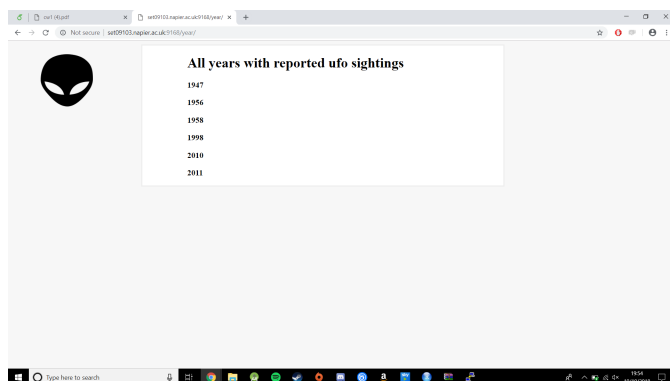 cw1 (4).pdf
set09103.napier.ac.uk:9168/year/
Not secure | set09103.napier.ac.uk:9168/year/
All years with reported ufo sightings
1947
1956
1958
1998
2010
2011
Type here to search
19:54